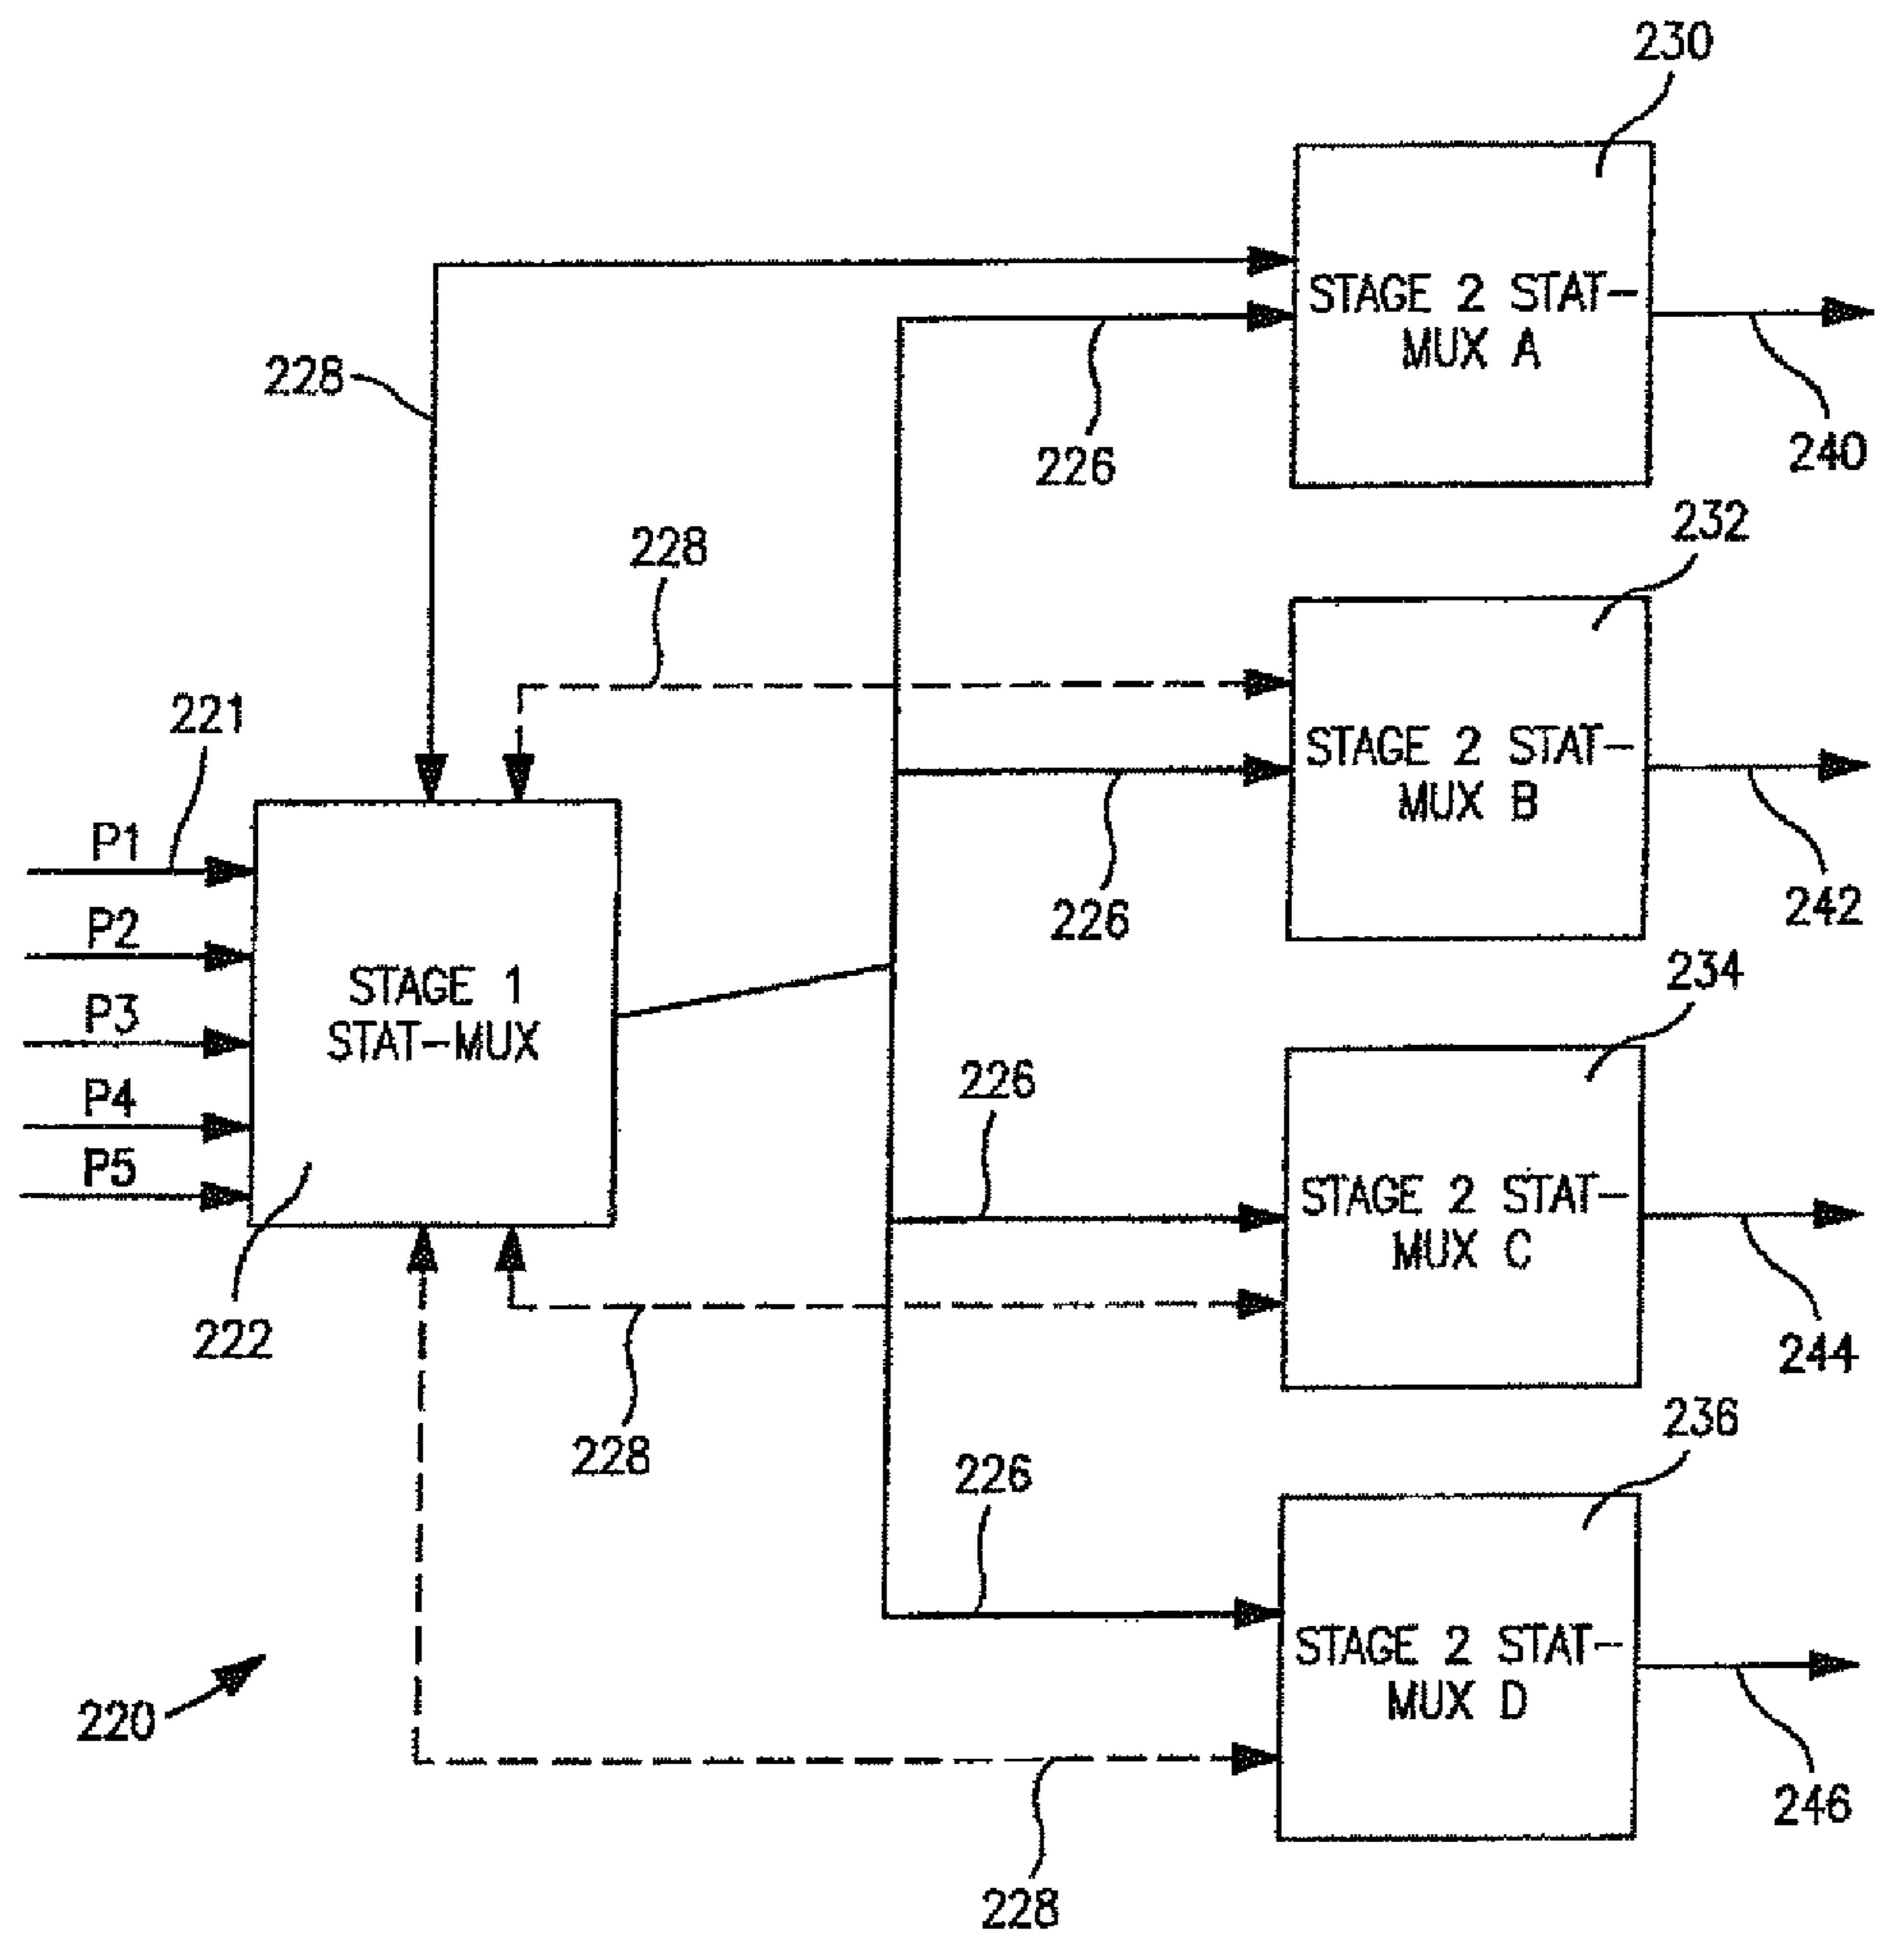 230
STAGE 2 STAT-
MUX A
228
226
240
232
228
221
STAGE 2 STAT-
MUX B
P1
226
242
P2
234
STAGE 1
STAT-MUX
P3
226
P4
P5
STAGE 2 STAT-
MUX C
222
244
228
236
226
STAGE 2 STAT-
MUX D
220
246
228